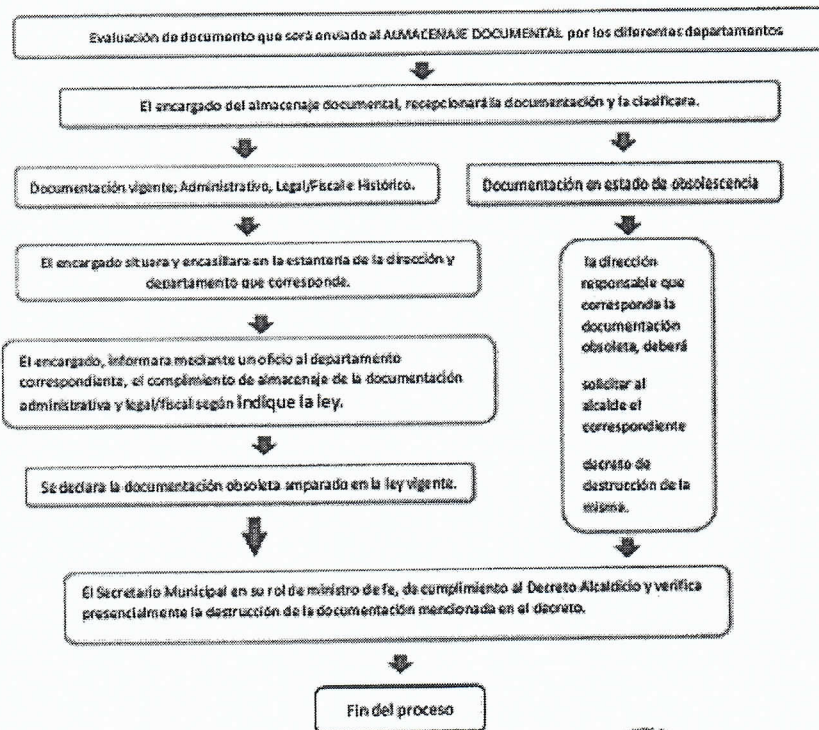 Evaluación de documento que será enviado al ALMACENAJE DOCUMENTAL por los diferentes departamentos
El encargado del almacenaje documental, recepcionará la documentación y la clasificara.
Documentación vigente; Administrativo, Legal/Fiscal e Histórico.
Documentación en estado de obsolescencia
El encargado situara y encasillara en la estantería de la dirección y
departamento que corresponde.
El encargado, informara mediante un oficio al departamento
correspondiente, el complimiento de almacenaje de la documentación
administrativa y legal/fiscal según indique la ley.
Se declara la documentación obsoleta amparado en la ley vigente.
la dirección
responsable que
corresponda la
documentación
obsoleta, deberá
solicitar al
alcalde el
correspondiente
decreto de
destrucción de la
misma.
El Secretario Municipal en su rol de ministro de fe, da cumplimiento al Decreto Alcaldicio y verifica
presencialmente la destrucción de la documentación mencionada en el decreto.
Fin del proceso